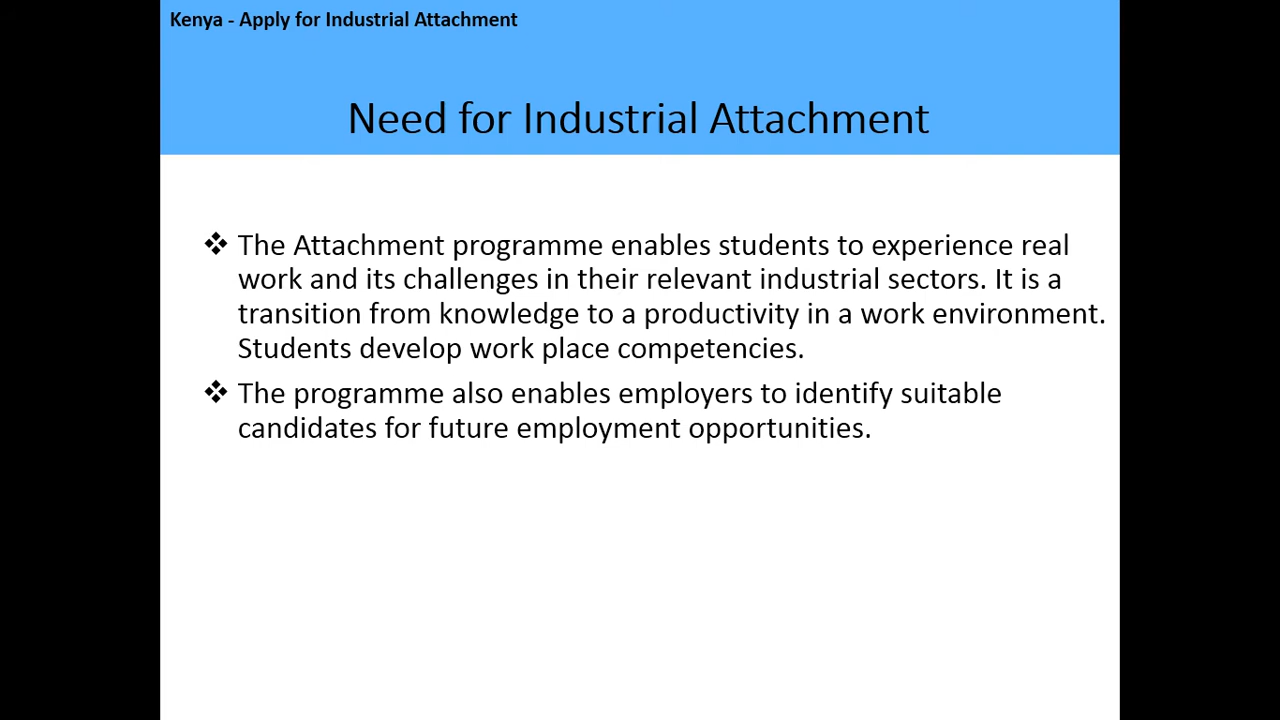 Kenya - Apply for Industrial Attachment
Need for Industrial Attachment
❖ The Attachment programme enables students to experience real
work and its challenges in their relevant industrial sectors. It is a
transition from knowledge to a productivity in a work environment.
Students develop work place competencies.
❖ The programme also enables employers to identify suitable
candidates for future employment opportunities.